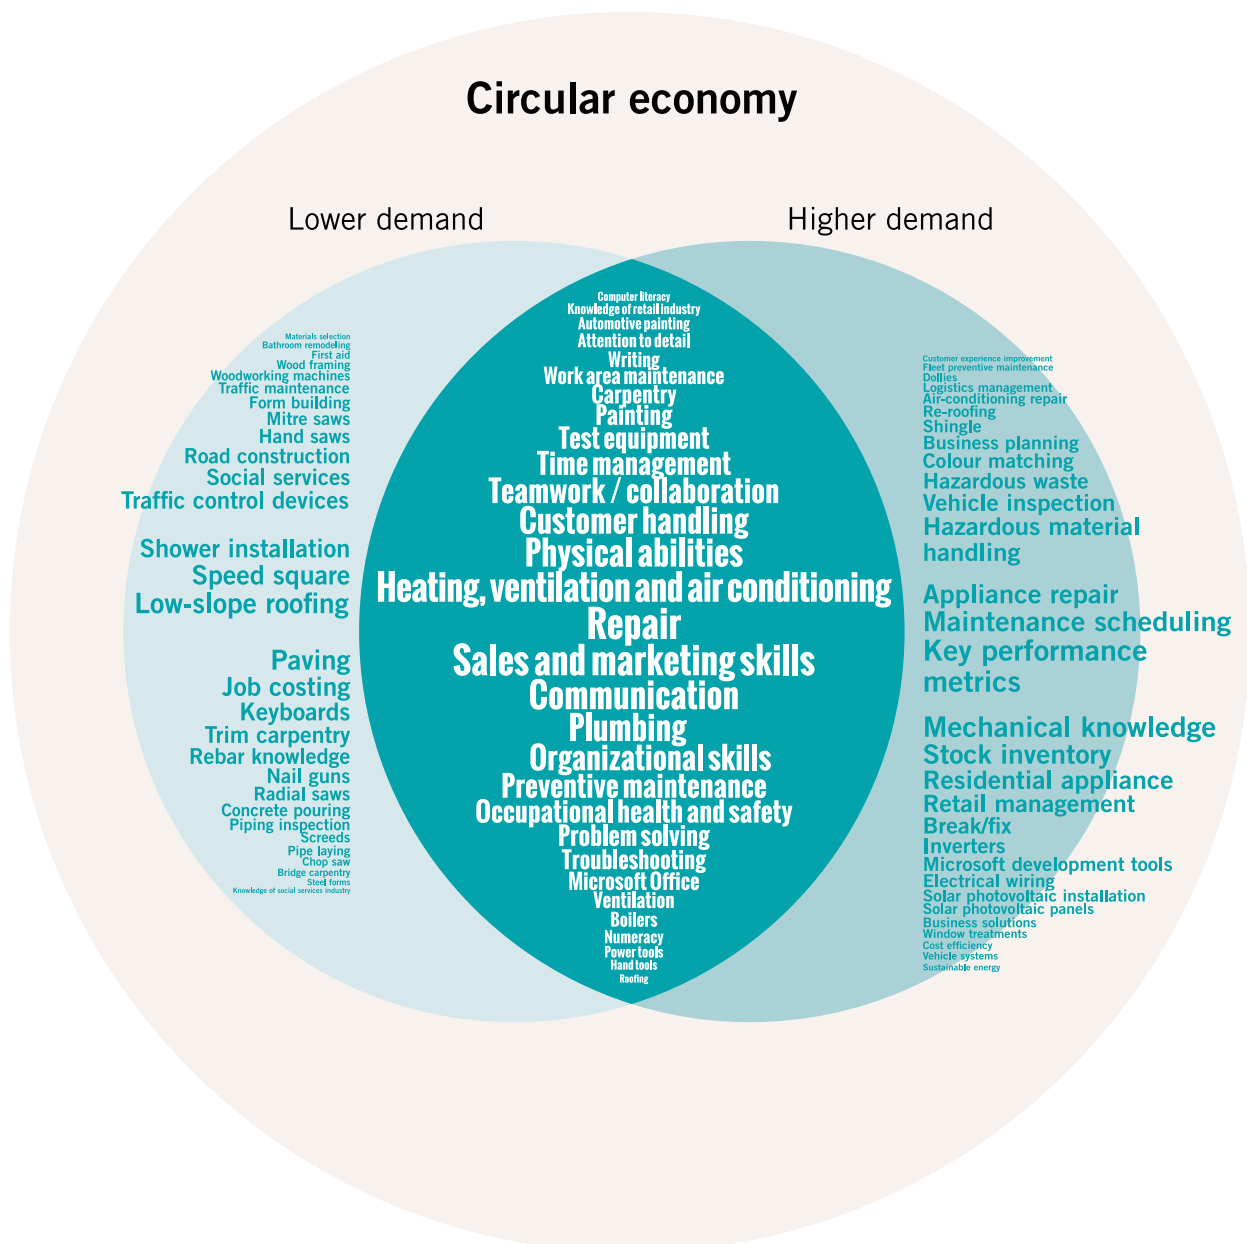 Circular economy
Lower demand
Higher demand
Materials selection
Bathroom remodeling
First aid
Wood framing
Woodworking machines
Traffic maintenance
Form building
Mitre saws
Hand saws
Road construction
Social services
Traffic control devices
Shower installation
Speed square
Low-slope roofing
Paving
Job costing
Keyboards
Trim carpentry
Rebar knowledge
Nail guns
Radial saws
Concrete pouring
Piping inspection
Screeds
Pipe laying
Chop saw
Bridge carpentry
Steel forms
Knowledge of social services industry
Computer literacy
Knowledge of retail industry
Automotive painting
Attention to detail
Writing
Work area maintenance
Carpentry
Painting
Test equipment
Time management
Teamwork / collaboration
Customer handling
Physical abilities
Heating, ventilation and air conditioning
Repair
Sales and marketing skills
Communication
Plumbing
Organizational skills
Preventive maintenance
Occupational health and safety
Problem solving
Troubleshooting
Microsoft Office
Ventilation
Boilers
Numeracy
Power tools
Hand tools
Roofing
Customer experience improvement
Fleet preventive maintenance
Dollies
Logistics management
Air-conditioning repair
Re-roofing
Shingle
Business planning
Colour matching
Hazardous waste
Vehicle inspection
Hazardous material
handling
Appliance repair
Maintenance scheduling
Key performance
metrics
Mechanical knowledge
Stock inventory
Residential appliance
Retail management
Break/fix
Inverters
Microsoft development tools
Electrical wiring
Solar photovoltaic installation
Solar photovoltaic panels
Business solutions
Window treatments
Cost efficiency
Vehicle systems
Sustainable energy